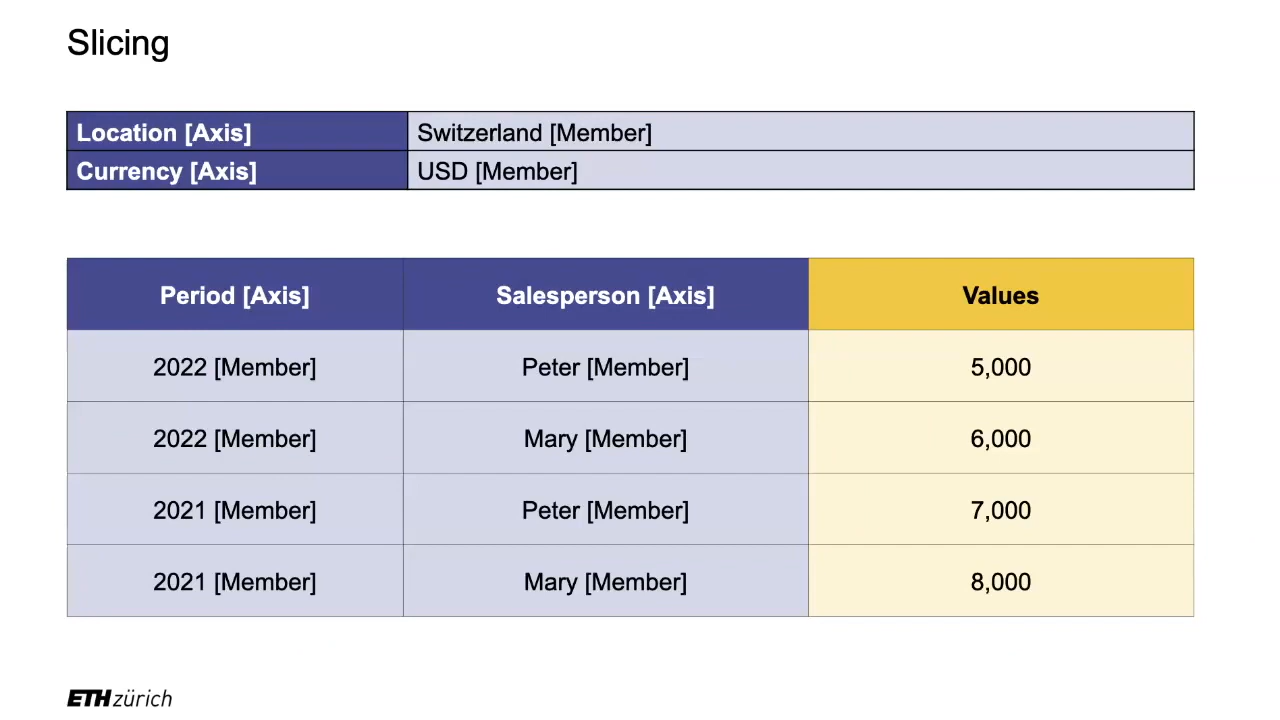 Slicing
Location [Axis] Switzerland [Member]
Currency [Axis] USD [Member]
Period [Axis] Salesperson [Axis] Values
2022 [Member] Peter [Member] 5,000
2022 [Member] Mary [Member] 6,000
2021 [Member] Peter [Member] 7,000
2021 [Member] Mary [Member] 8,000
ETH zürich